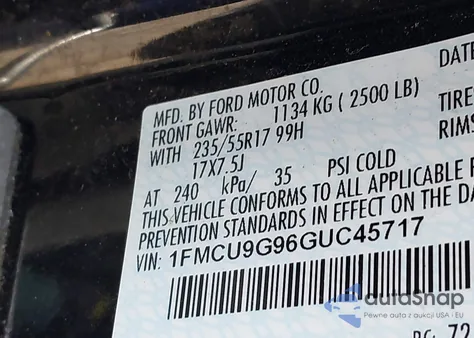 MFD. BY FORD MOTOR CO. DATE
FRONT GAWR: 1134 KG ( 2500 LB) TIRE
WITH 235/55R17 99H RIMS
17X7.5J
AT 240 kPa/ 35 PSI COLD
THIS VEHICLE CONFORMS TO ALL APPLICABLE
PREVENTION STANDARDS IN EFFECT ON THE DA
VIN: 1FMCU9G96GUC45717
autoSnap
Pewne auta z aukcji USA i EU
72